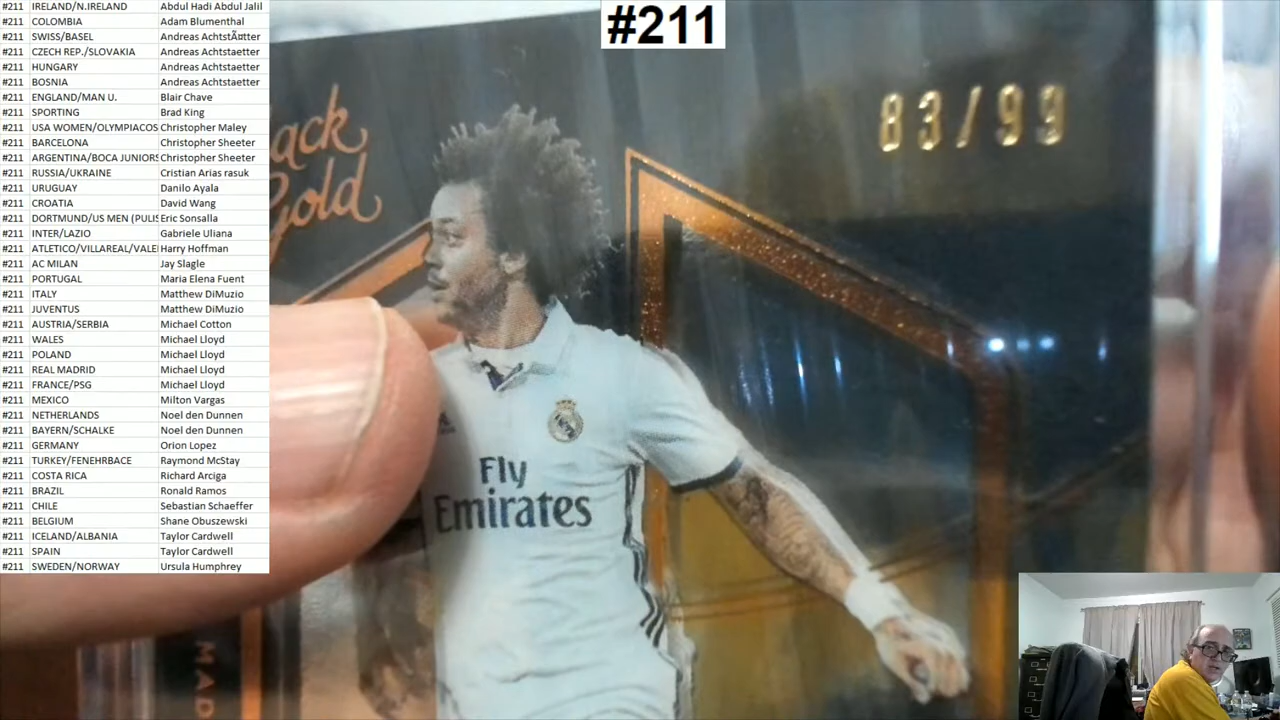 #211 IRELAND/N.IRELAND Abdul Hadi Abdul Jalil
#211 COLOMBIA Adam Blumenthal
#211 SWISS/BASEL Andreas AchtstÃ¤tter
#211 CZECH REP./SLOVAKIA Andreas Achtstaetter
#211 HUNGARY Andreas Achtstaetter
#211 BOSNIA Andreas Achtstaetter
#211 ENGLAND/MAN U. Blair Chave
#211 SPORTING Brad King
#211 USA WOMEN/OLYMPIACOS Christopher Maley
#211 BARCELONA Christopher Sheeter
#211 ARGENTINA/BOCA JUNIORS Christopher Sheeter
#211 RUSSIA/UKRAINE Cristian Arias rasuk
#211 URUGUAY Danilo Ayala
#211 CROATIA David Wang
#211 DORTMUND/US MEN (PULIS Eric Sonsalla
#211 INTER/LAZIO Gabriele Uliana
#211 ATLETICO/VILLAREAL/VALE Harry Hoffman
#211 AC MILAN Jay Slagle
#211 PORTUGAL Maria Elena Fuent
#211 ITALY Matthew DiMuzio
#211 JUVENTUS Matthew DiMuzio
#211 AUSTRIA/SERBIA Michael Cotton
#211 WALES Michael Lloyd
#211 POLAND Michael Lloyd
#211 REAL MADRID Michael Lloyd
#211 FRANCE/PSG Michael Lloyd
#211 MEXICO Milton Vargas
#211 NETHERLANDS Noel den Dunnen
#211 BAYERN/SCHALKE Noel den Dunnen
#211 GERMANY Orion Lopez
#211 TURKEY/FENEHRBACE Raymond McStay
#211 COSTA RICA Richard Arciga
#211 BRAZIL Ronald Ramos
#211 CHILE Sebastian Schaeffer
#211 BELGIUM Shane Obuszewski
#211 ICELAND/ALBANIA Taylor Cardwell
#211 SPAIN Taylor Cardwell
#211 SWEDEN/NORWAY Ursula Humphrey
#211
83/99
ack
Gold
Fly
Emirates
MAD